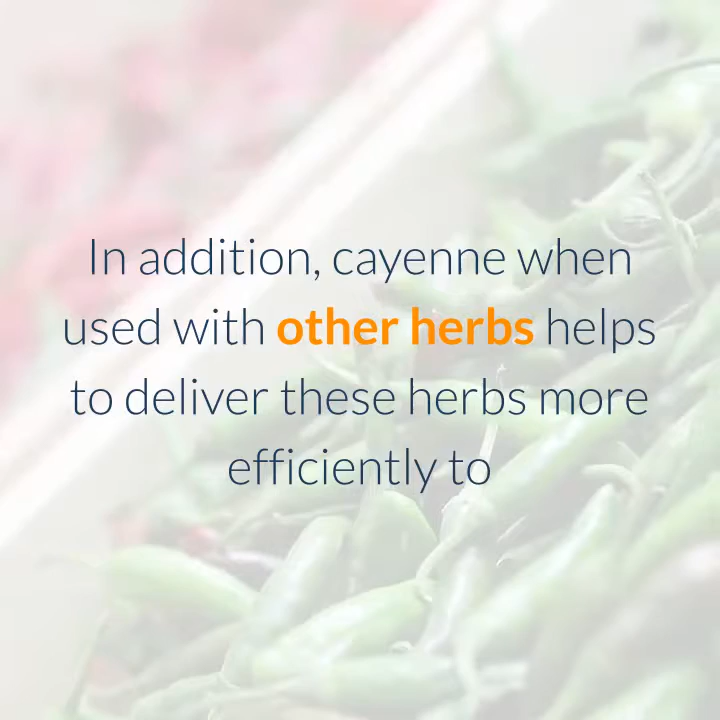 In addition, cayenne when
used with other herbs helps
to deliver these herbs more
efficiently to